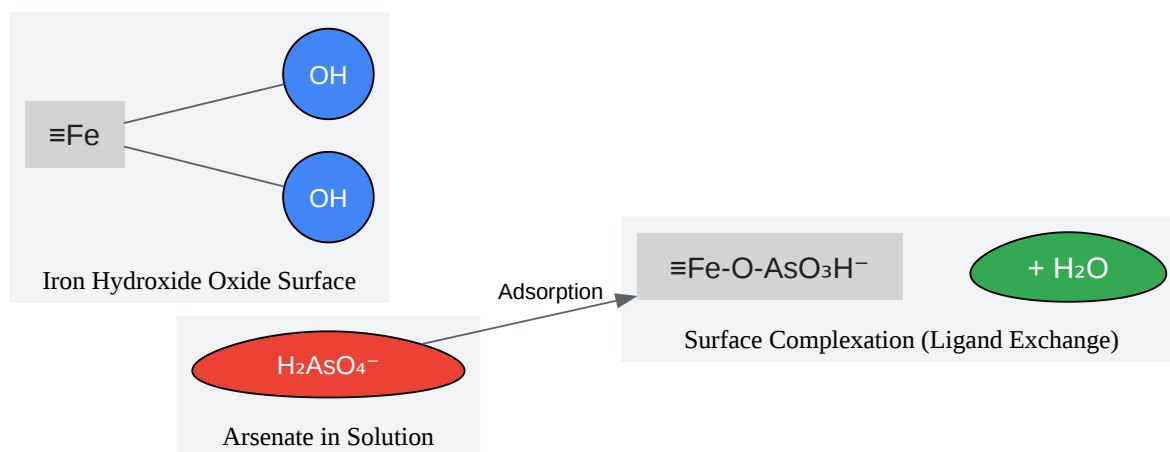 OH
≡Fe
OH
Iron Hydroxide Oxide Surface
≡Fe-O-AsO₃H⁻
+ H₂O
Adsorption
Surface Complexation (Ligand Exchange)
H₂AsO₄⁻
Arsenate in Solution